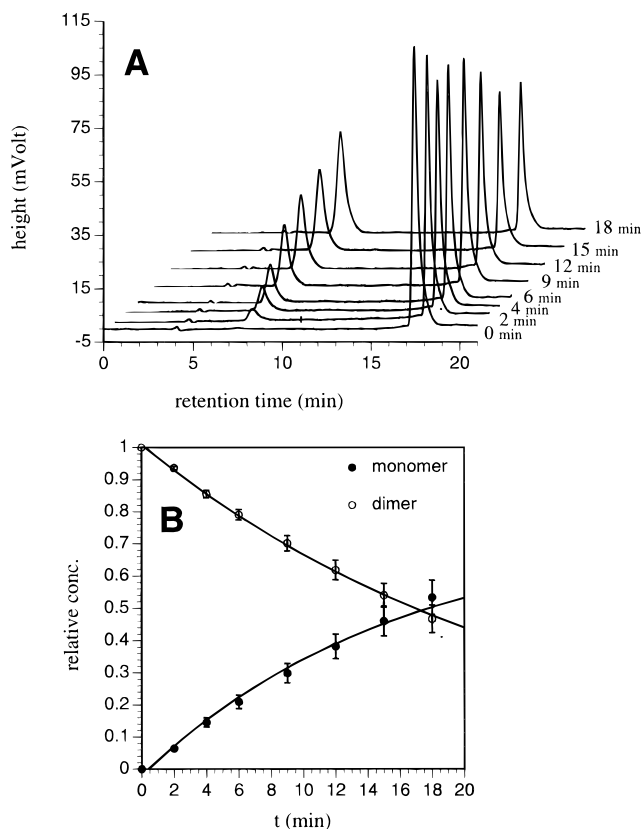 115
A
95
75
height (mVolt)
55
35
18 min
15 min
12 min
15
9 min
6 min
4 min
2 min
-5
0 min
0 5 10 15 20
retention time (min)
1
monomer
0.9
dimer
0.8
B
0.7
0.6
relative conc.
0.5
0.4
0.3
0.2
0.1
0
0 2 4 6 8 10 12 14 16 18 20
t (min)